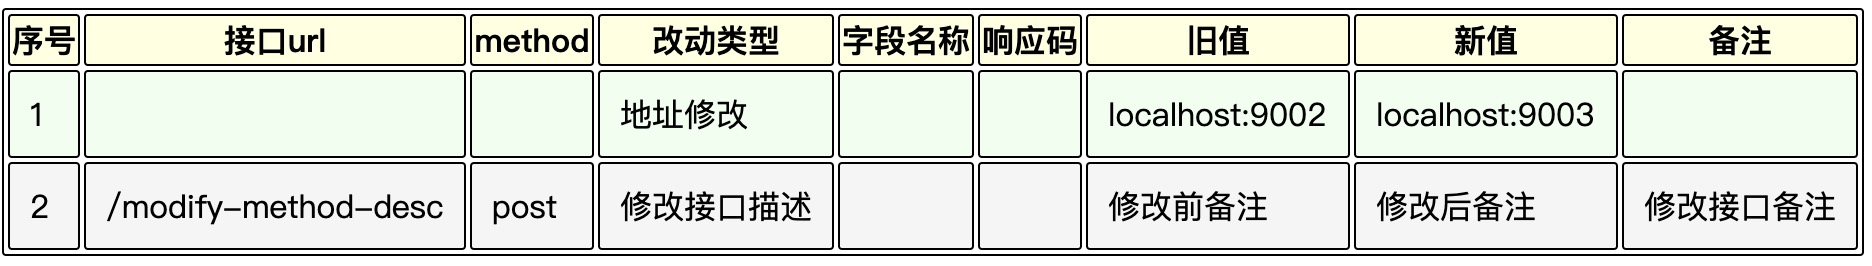 序号 接口url method 改动类型 字段名称 响应码 旧值 新值 备注
1 地址修改 localhost:9002 localhost:9003
2 /modify-method-desc post 修改接口描述 修改前备注 修改后备注 修改接口备注